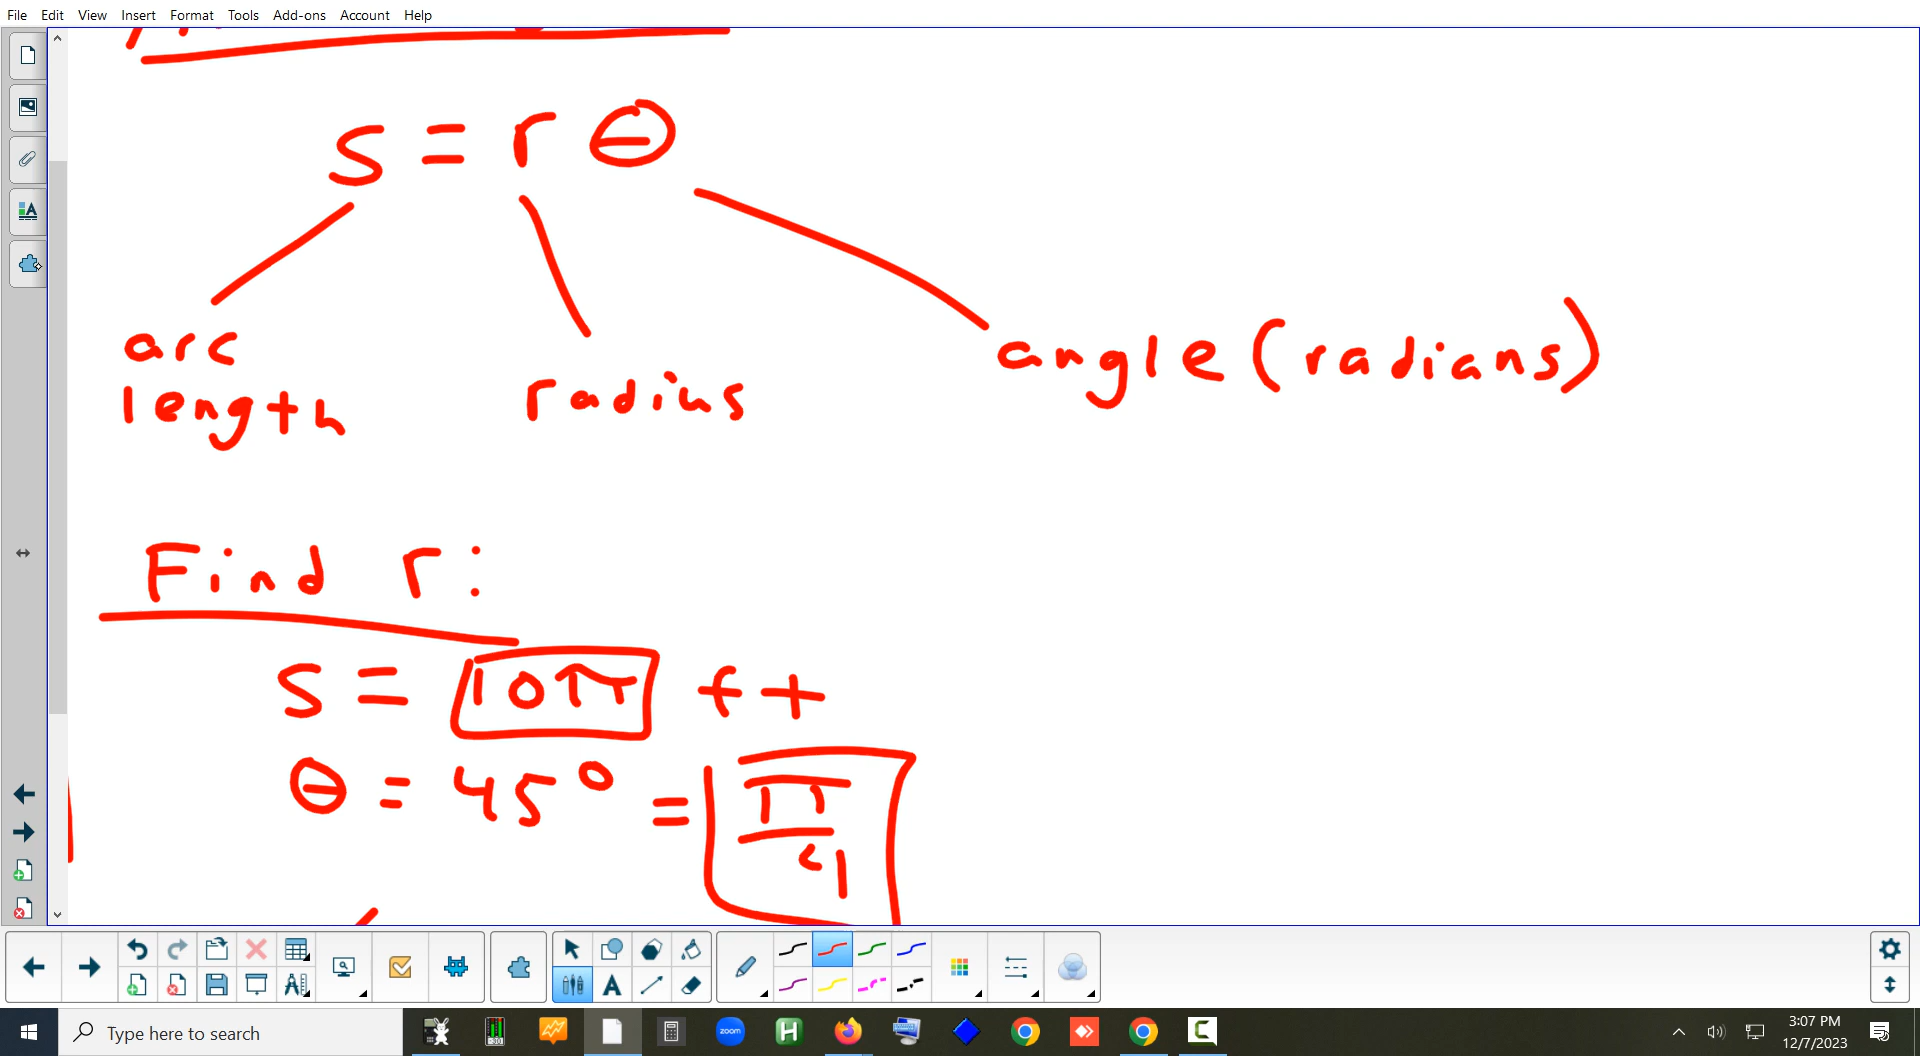 File Edit View Insert Format Tools Add-ons Account Help
s = r θ
arc length
radius
angle (radians)
Find r:
s = 10π ft
θ = 45° = π/4
Type here to search
zoom
3:07 PM
12/7/2023